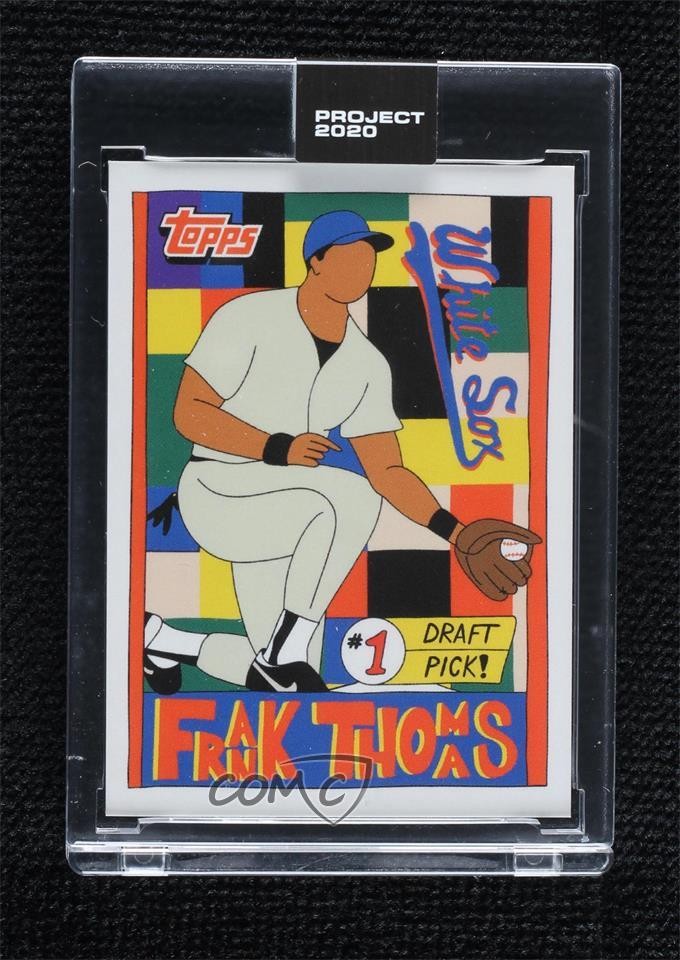 PROJECT
2020
TOPPS
White Sox
#1
DRAFT
PICK!
FRANK THOMAS
COMC